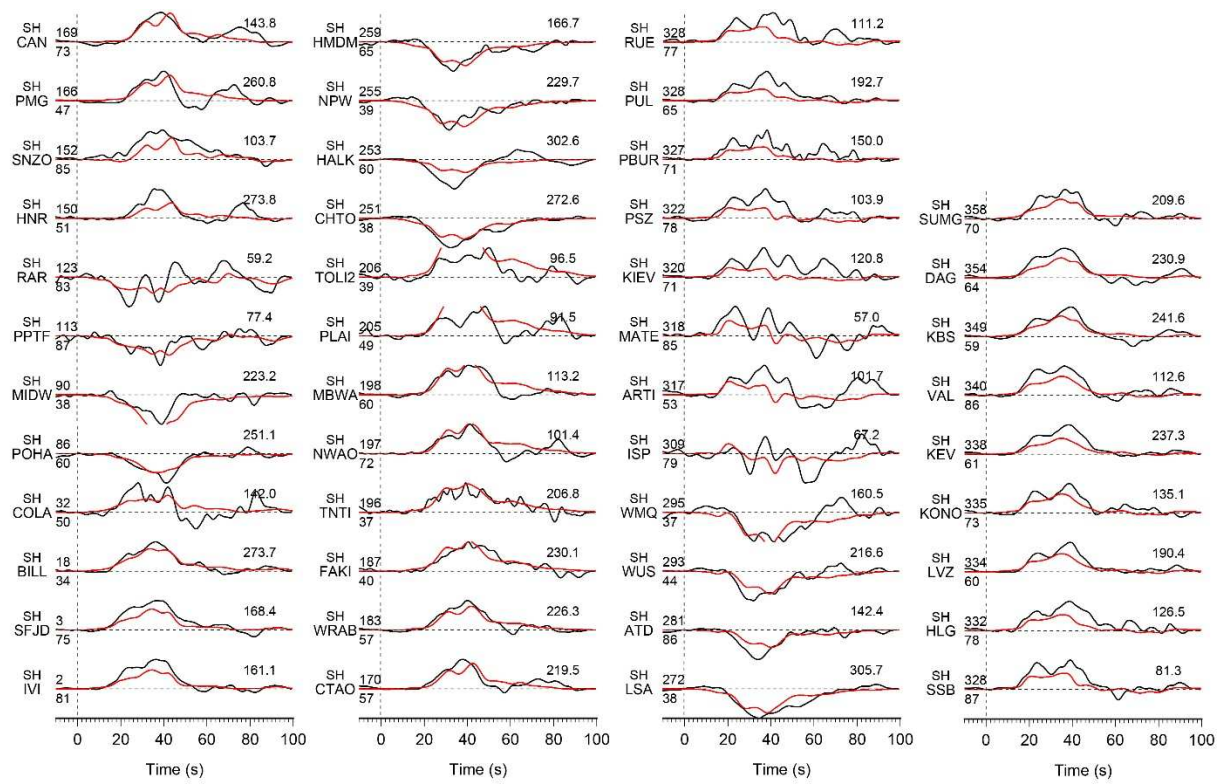 SH CAN 169 73 143.8
SH PMG 166 47 260.8
SH SNZO 152 85 103.7
SH HNR 150 51 273.8
SH RAR 123 83 59.2
SH PPTF 113 87 77.4
SH MIDW 90 38 223.2
SH POHA 86 60 251.1
SH COLA 32 50 142.0
SH BILL 18 34 273.7
SH SFJD 3 75 168.4
SH IVI 2 81 161.1
0 20 40 60 80 100
Time (s)
SH HMDM 259 65 166.7
SH NPW 255 39 229.7
SH HALK 253 60 302.6
SH CHTO 251 38 272.6
SH TOLI2 206 39 96.5
SH PLAI 205 49 91.5
SH MBWA 198 60 113.2
SH NWAO 197 72 101.4
SH TNTI 196 37 206.8
SH FAKI 187 40 230.1
SH WRAB 183 57 226.3
SH CTAO 170 57 219.5
0 20 40 60 80 100
Time (s)
SH RUE 328 77 111.2
SH PUL 328 65 192.7
SH PBUR 327 71 150.0
SH PSZ 322 78 103.9
SH KIEV 320 71 120.8
SH MATE 318 85 57.0
SH ARTI 317 53 101.7
SH ISP 309 79 67.2
SH WMQ 295 37 160.5
SH WUS 293 44 216.6
SH ATD 281 86 142.4
SH LSA 272 38 305.7
0 20 40 60 80 100
Time (s)
SH SUMG 358 70 209.6
SH DAG 354 64 230.9
SH KBS 349 59 241.6
SH VAL 340 86 112.6
SH KEV 338 61 237.3
SH KONO 335 73 135.1
SH LVZ 334 60 190.4
SH HLG 332 78 126.5
SH SSB 328 87 81.3
0 20 40 60 80 100
Time (s)